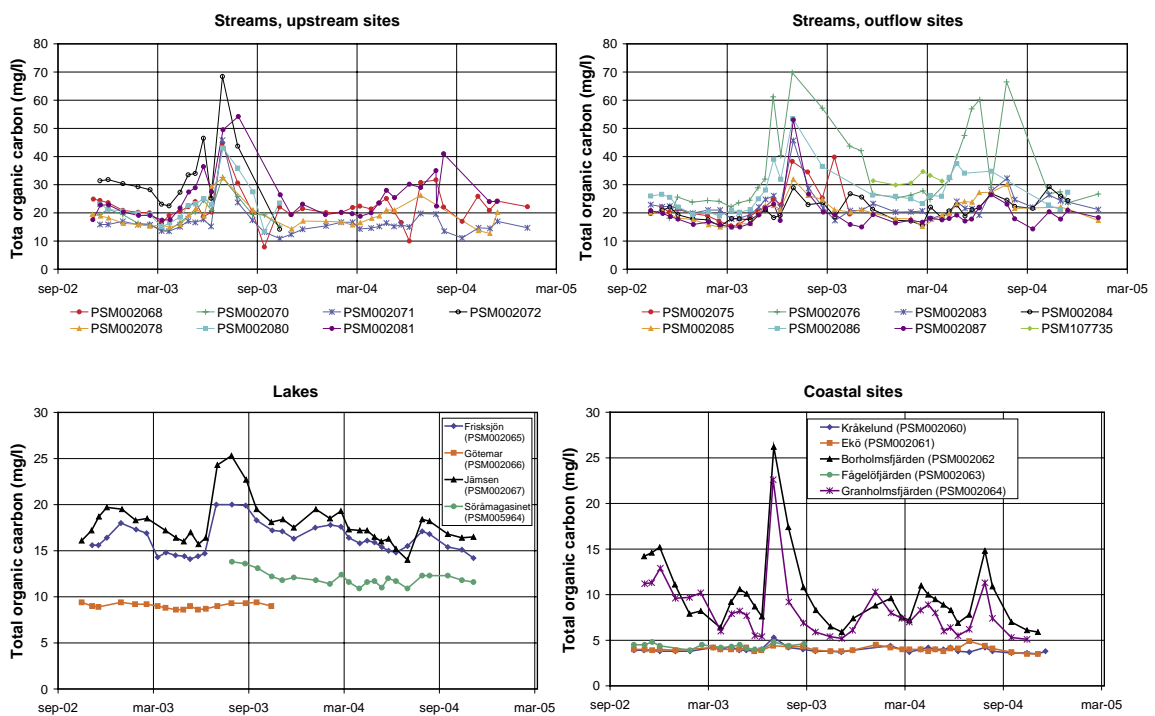 Streams, upstream sites
Tota organic carbon (mg/l)
80
70
60
50
40
30
20
10
0
sep-02 mar-03 sep-03 mar-04 sep-04 mar-05
PSM002068 PSM002070 PSM002071 PSM002072
PSM002078 PSM002080 PSM002081
Streams, outflow sites
Total organic carbon (mg/l)
80
70
60
50
40
30
20
10
0
sep-02 mar-03 sep-03 mar-04 sep-04 mar-05
PSM002075 PSM002076 PSM002083 PSM002084
PSM002085 PSM002086 PSM002087 PSM107735
Lakes
Total organic caarbon (mg/l)
30
25
20
15
10
5
0
sep-02 mar-03 sep-03 mar-04 sep-04 mar-05
Frisksjön
(PSM002065)
Götemar
(PSM002066)
Jämsen
(PSM002067)
Söråmagasinet
(PSM005964)
Coastal sites
Total organic carbon (mg/l)
30
25
20
15
10
5
0
sep-02 mar-03 sep-03 mar-04 sep-04 mar-05
Kråkelund (PSM002060)
Ekö (PSM002061)
Borholmsfjärden (PSM002062
Fågelöfjärden (PSM002063)
Granholmsfjärden (PSM002064)